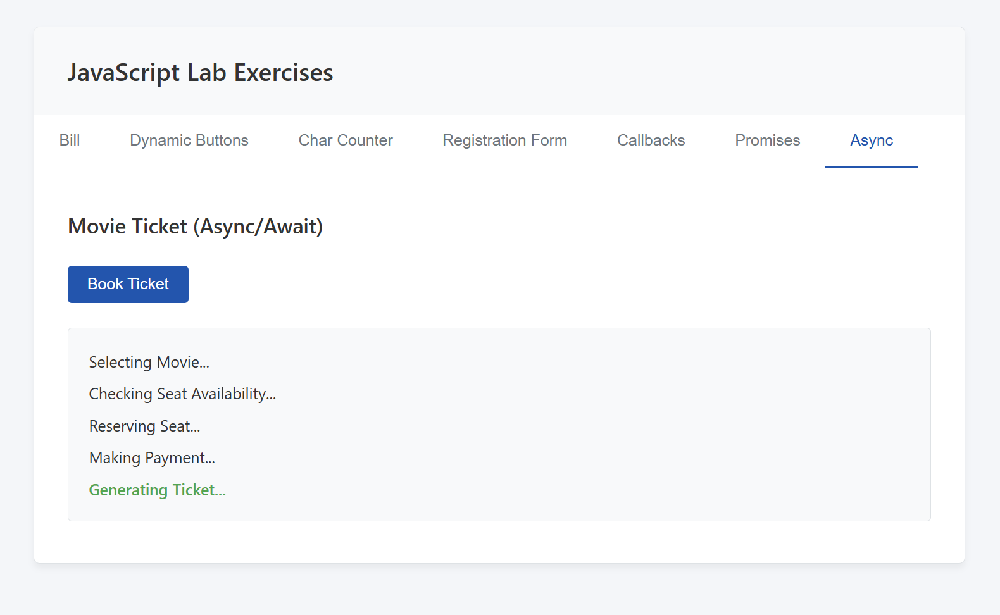 JavaScript Lab Exercises
Bill Dynamic Buttons Char Counter Registration Form Callbacks Promises Async
Movie Ticket (Async/Await)
Book Ticket
Selecting Movie...
Checking Seat Availability...
Reserving Seat...
Making Payment...
Generating Ticket...